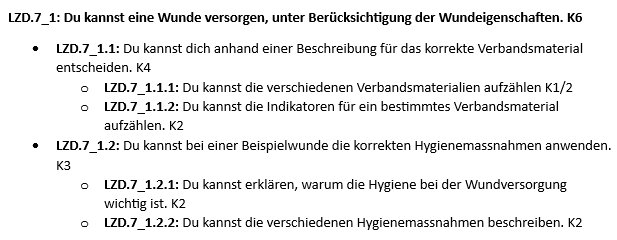 LZD.7_1: Du kannst eine Wunde versorgen, unter Berücksichtigung der Wundeigenschaften. K6
• LZD.7_1.1: Du kannst dich anhand einer Beschreibung für das korrekte Verbandsmaterial
entscheiden. K4
o LZD.7_1.1.1: Du kannst die verschiedenen Verbandsmaterialien aufzählen K1/2
o LZD.7_1.1.2: Du kannst die Indikatoren für ein bestimmtes Verbandsmaterial
aufzählen. K2
• LZD.7_1.2: Du kannst bei einer Beispielwunde die korrekten Hygienemassnahmen anwenden.
K3
o LZD.7_1.2.1: Du kannst erklären, warum die Hygiene bei der Wundversorgung
wichtig ist. K2
o LZD.7_1.2.2: Du kannst die verschiedenen Hygienemassnahmen beschreiben. K2